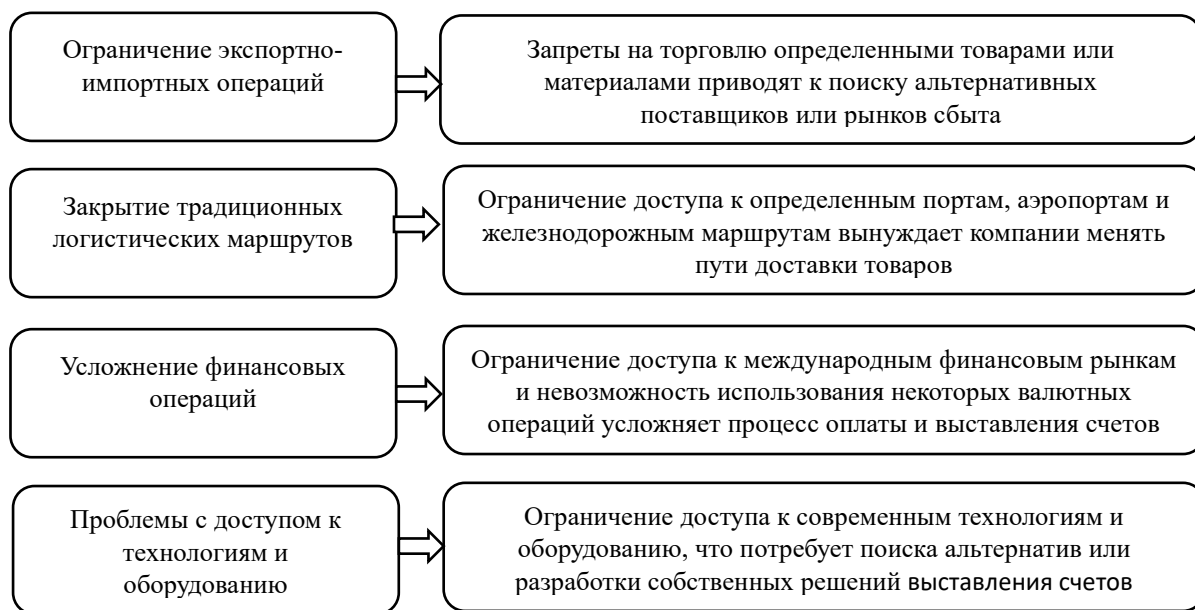 Ограничение экспортно-
импортных операций
Запреты на торговлю определенными товарами или
материалами приводят к поиску альтернативных
поставщиков или рынков сбыта
Закрытие традиционных
логистических маршрутов
Ограничение доступа к определенным портам, аэропортам и
железнодорожным маршрутам вынуждает компании менять
пути доставки товаров
Усложнение финансовых
операций
Ограничение доступа к международным финансовым рынкам
и невозможность использования некоторых валютных
операций усложняет процесс оплаты и выставления счетов
Проблемы с доступом к
технологиям и
оборудованию
Ограничение доступа к современным технологиям и
оборудованию, что потребует поиска альтернатив или
разработки собственных решений выставления счетов